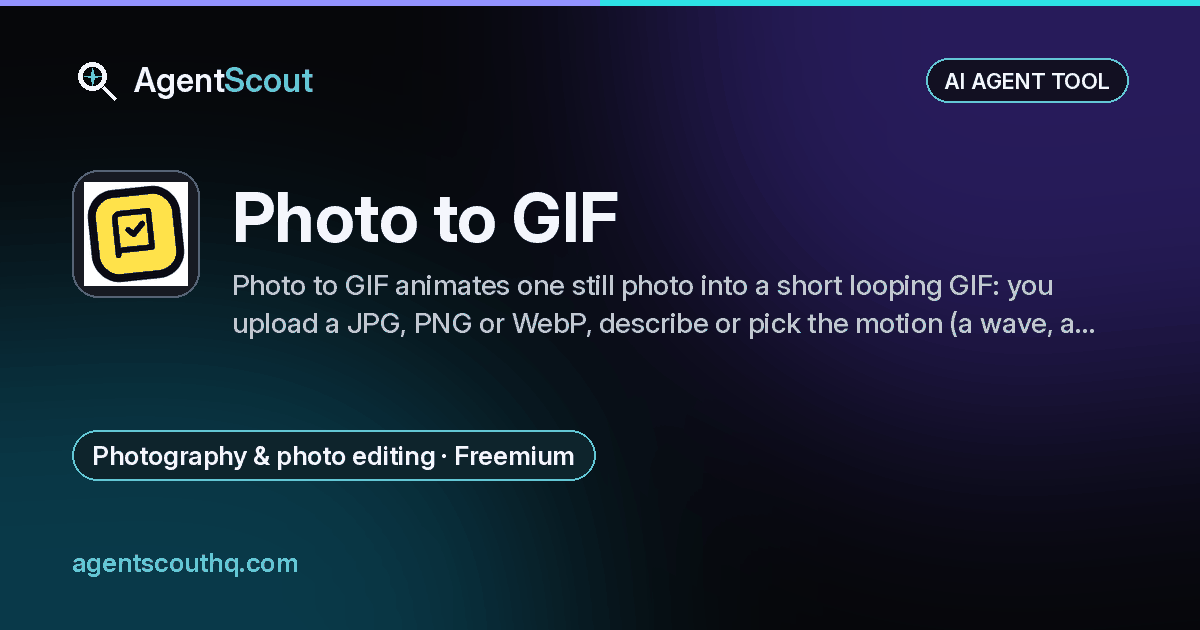 AgentScout
AI AGENT TOOL
Photo to GIF
Photo to GIF animates one still photo into a short looping GIF: you
upload a JPG, PNG or WebP, describe or pick the motion (a wave, a...
Photography & photo editing · Freemium
agentscouthq.com